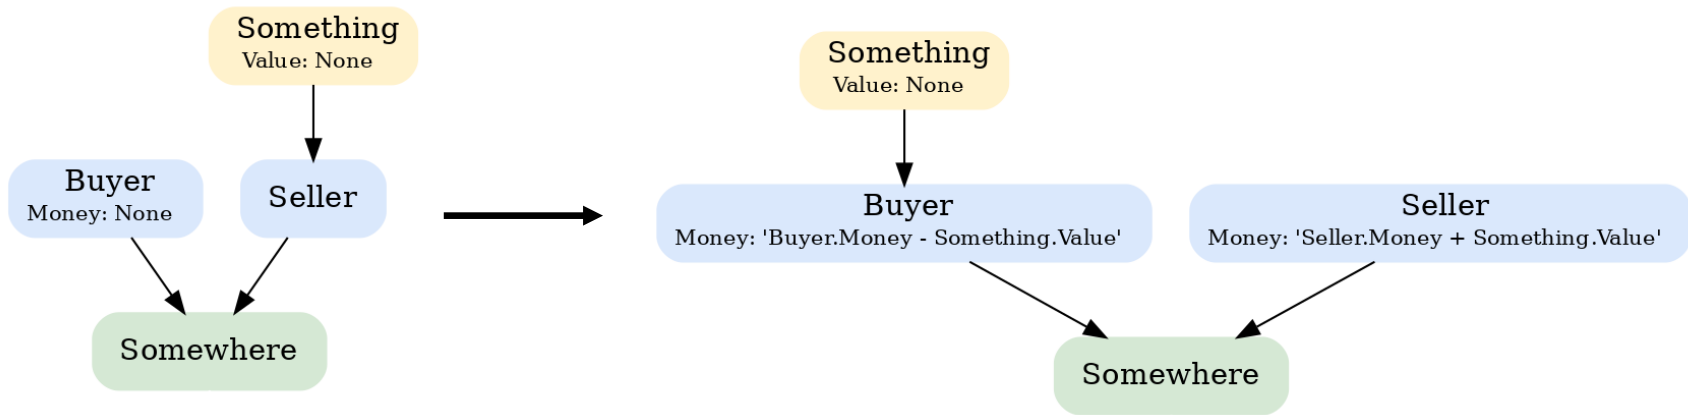 Something
Value: None
Buyer
Money: None
Seller
Somewhere
Something
Value: None
Buyer
Money: 'Buyer.Money - Something.Value'
Seller
Money: 'Seller.Money + Something.Value'
Somewhere